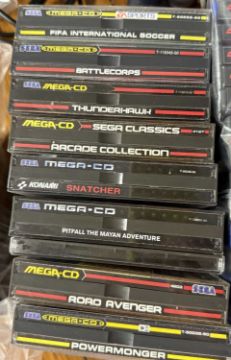 SEGA MEGA-CD EA SPORTS
FIFA INTERNATIONAL SOCCER
SEGA MEGA-CD
BATTLECORPS
SEGA MEGA-CD
THUNDERHAWK
MEGA-CD SEGA CLASSICS
ARCADE COLLECTION
SEGA MEGA-CD
KONAMI SNATCHER
SEGA MEGA-CD
PITFALL THE MAYAN ADVENTURE
MEGA-CD SEGA
ROAD AVENGER
SEGA MEGA-CD
POWERMONGER